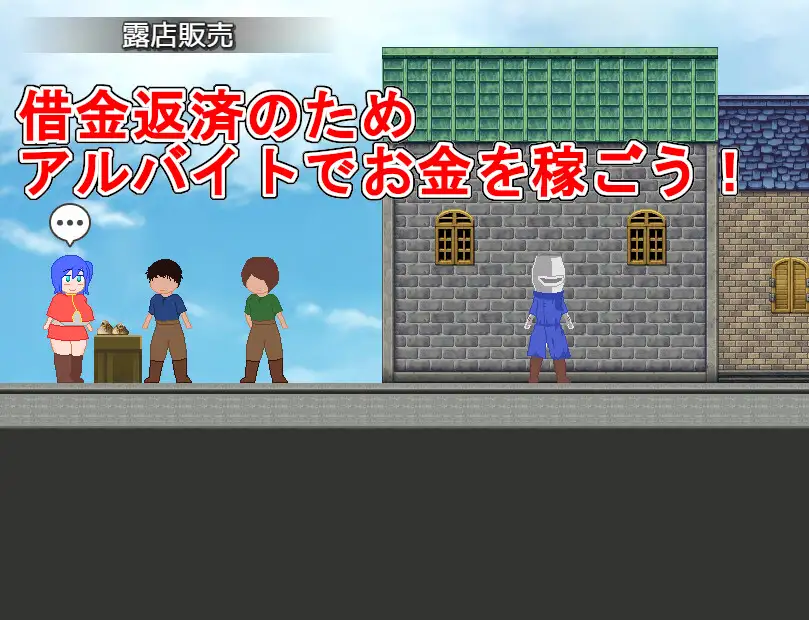 露店販売
借金返済のため
アルバイトでお金を稼ごう！